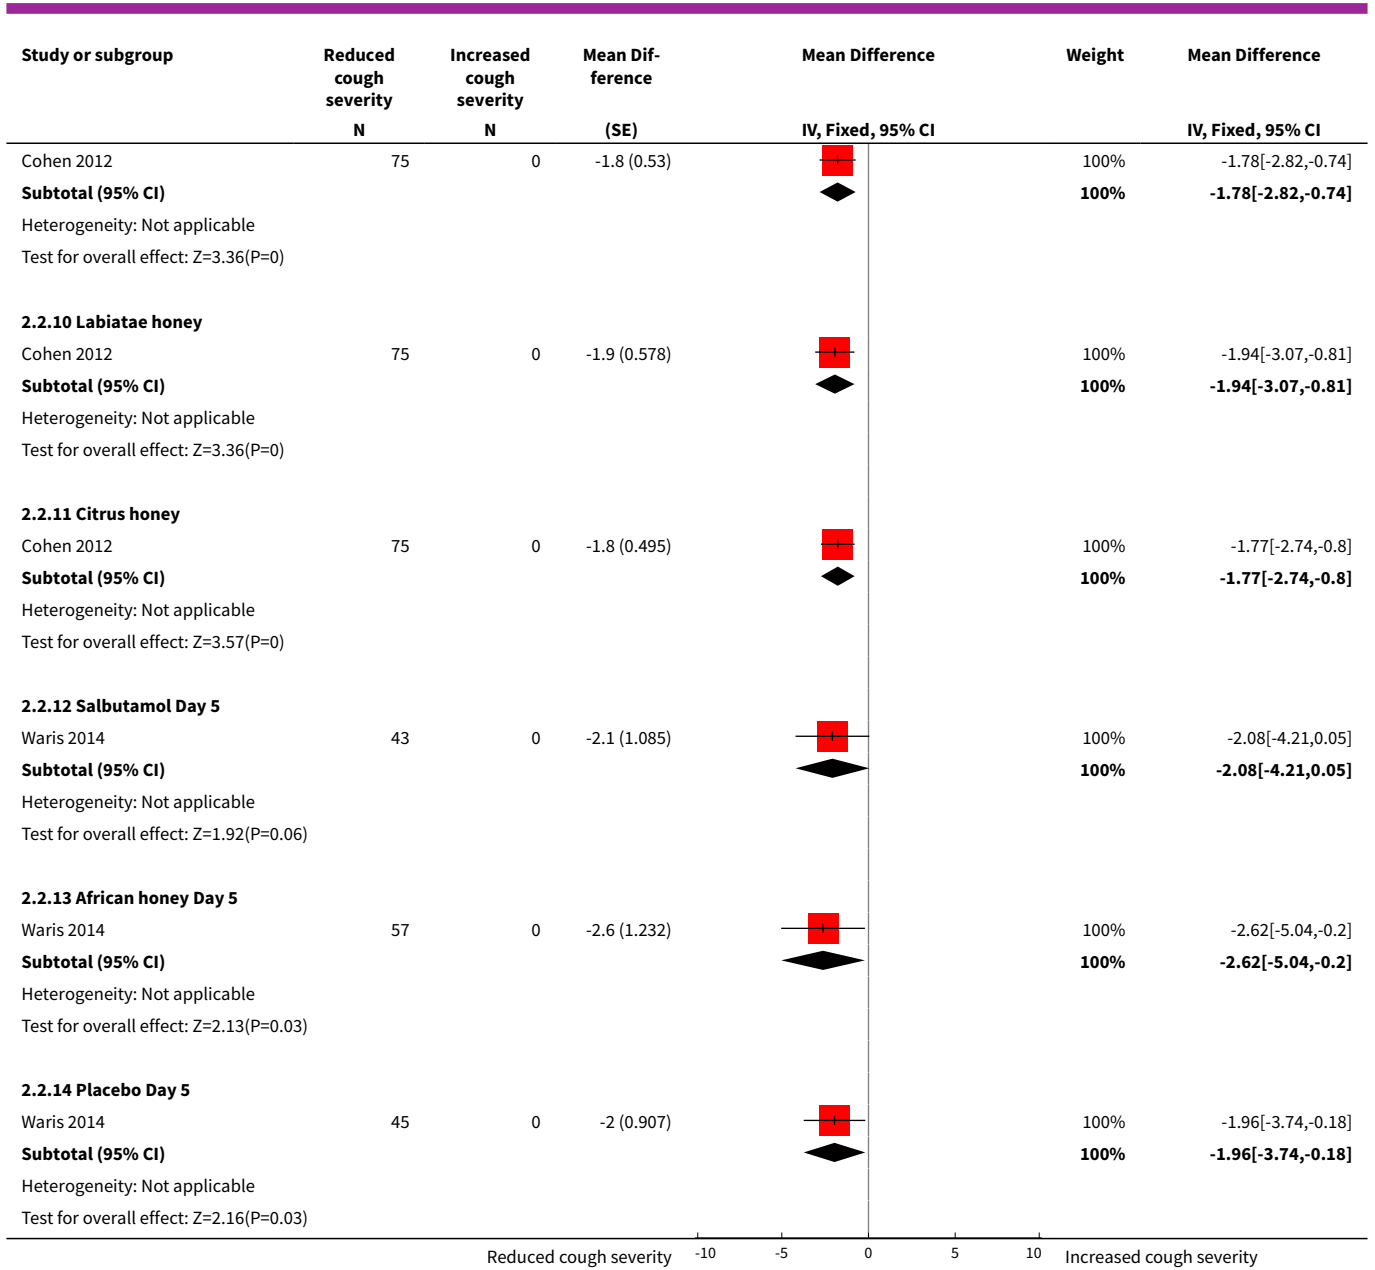 Study or subgroup Reduced cough severity Increased cough severity Mean Dif-ference Mean Difference Weight Mean Difference
N N (SE) IV, Fixed, 95% CI IV, Fixed, 95% CI
Cohen 2012 75 0 -1.8 (0.53) 100% -1.78[-2.82,-0.74]
Subtotal (95% CI) 100% -1.78[-2.82,-0.74]
Heterogeneity: Not applicable
Test for overall effect: Z=3.36(P=0)
2.2.10 Labiatae honey
Cohen 2012 75 0 -1.9 (0.578) 100% -1.94[-3.07,-0.81]
Subtotal (95% CI) 100% -1.94[-3.07,-0.81]
Heterogeneity: Not applicable
Test for overall effect: Z=3.36(P=0)
2.2.11 Citrus honey
Cohen 2012 75 0 -1.8 (0.495) 100% -1.77[-2.74,-0.8]
Subtotal (95% CI) 100% -1.77[-2.74,-0.8]
Heterogeneity: Not applicable
Test for overall effect: Z=3.57(P=0)
2.2.12 Salbutamol Day 5
Waris 2014 43 0 -2.1 (1.085) 100% -2.08[-4.21,0.05]
Subtotal (95% CI) 100% -2.08[-4.21,0.05]
Heterogeneity: Not applicable
Test for overall effect: Z=1.92(P=0.06)
2.2.13 African honey Day 5
Waris 2014 57 0 -2.6 (1.232) 100% -2.62[-5.04,-0.2]
Subtotal (95% CI) 100% -2.62[-5.04,-0.2]
Heterogeneity: Not applicable
Test for overall effect: Z=2.13(P=0.03)
2.2.14 Placebo Day 5
Waris 2014 45 0 -2 (0.907) 100% -1.96[-3.74,-0.18]
Subtotal (95% CI) 100% -1.96[-3.74,-0.18]
Heterogeneity: Not applicable
Test for overall effect: Z=2.16(P=0.03)
Reduced cough severity -10 -5 0 5 10 Increased cough severity